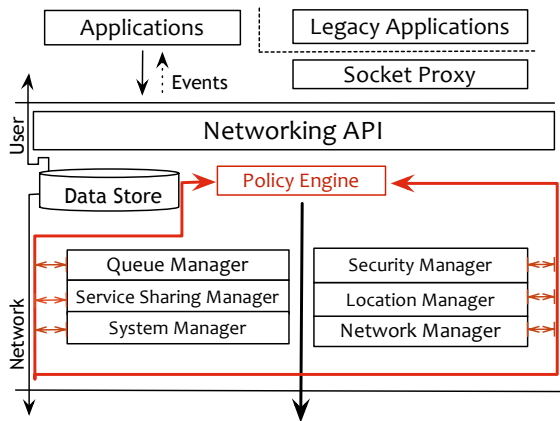 Applications
Legacy Applications
Events
Socket Proxy
User
Networking API
Data Store
Policy Engine
Network
Queue Manager
Service Sharing Manager
System Manager
Security Manager
Location Manager
Network Manager